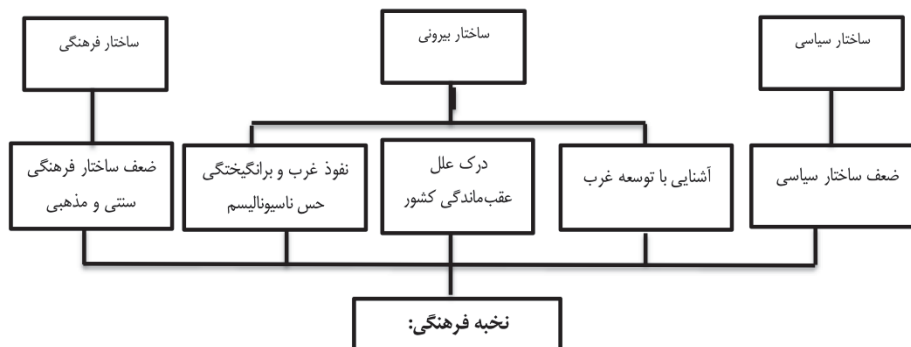 ساختار سیاسی
ساختار بیرونی
ساختار فرهنگی
ضعف ساختار سیاسی
آشنایی با توسعه غرب
درک علل
عقب‌ماندگی کشور
نفوذ غرب و برانگیختگی
حس ناسیونالیسم
ضعف ساختار فرهنگی
سنتی و مذهبی
نخبه فرهنگی: